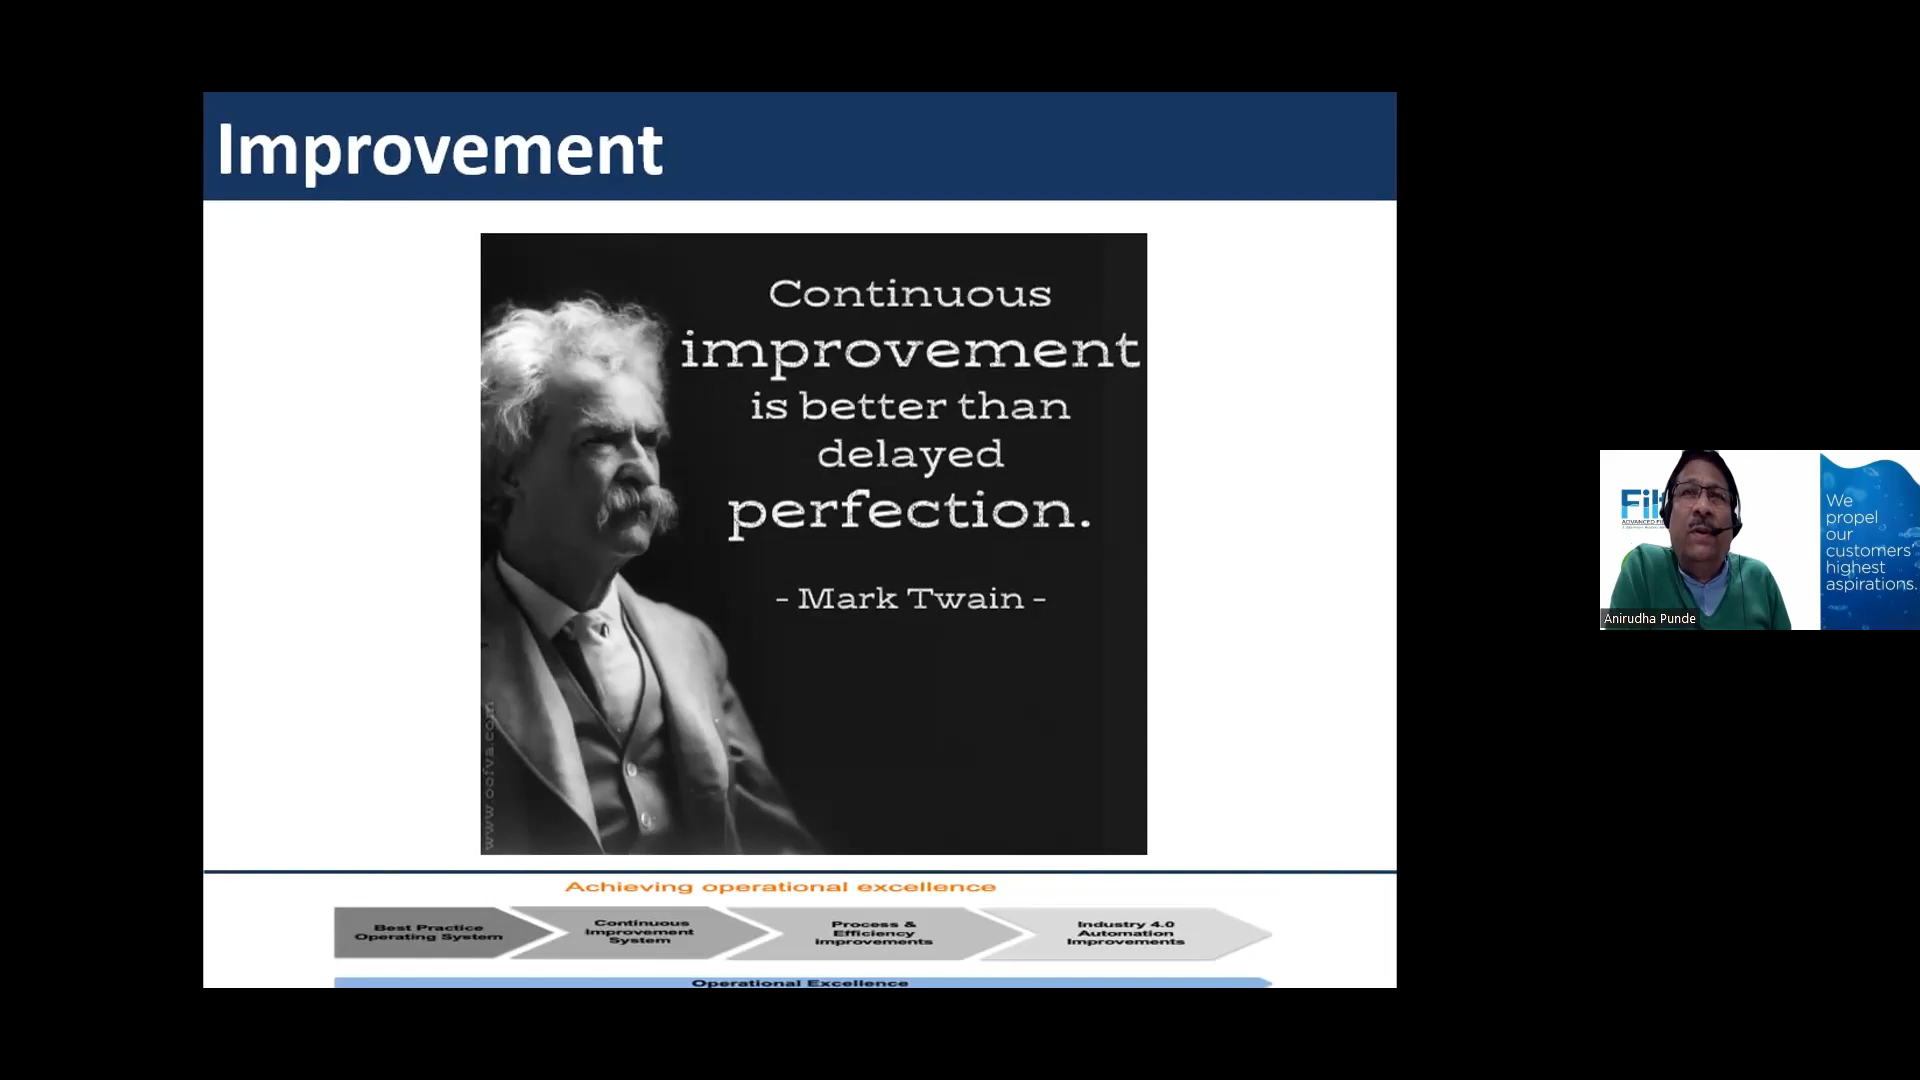 Improvement
Continuous
improvement
is better than
delayed
perfection.
- Mark Twain -
www.oofva.com
Achieving operational excellence
Best Practice
Operating System
Continuous
Improvement
System
Process &
Efficiency
improvements
Industry 4.0
Automation
Improvements
Operational Excellence
We
propel
our
customers'
highest
aspirations.
Anirudha Punde